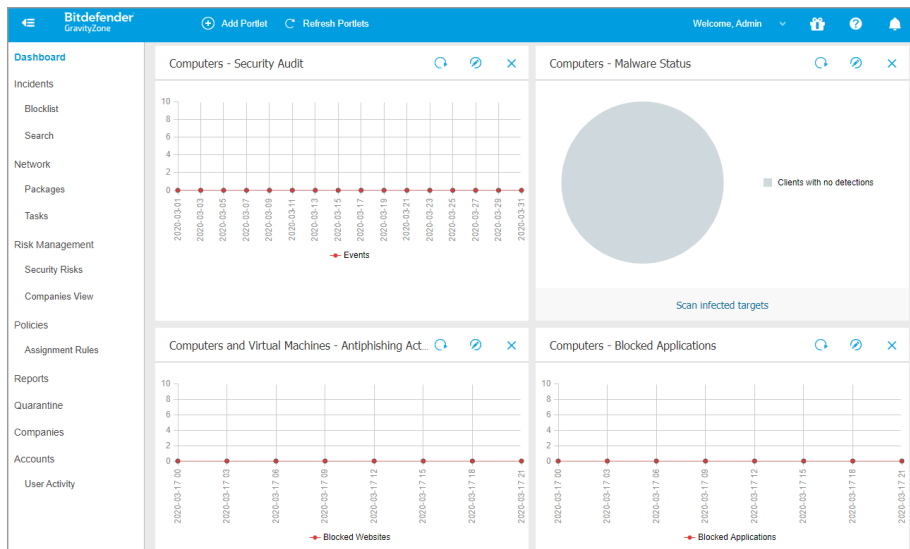 Bitdefender
GravityZone
Add Portlet
Refresh Portlets
Welcome, Admin
Dashboard
Incidents
Blocklist
Search
Network
Packages
Tasks
Risk Management
Security Risks
Companies View
Policies
Assignment Rules
Reports
Quarantine
Companies
Accounts
User Activity
Computers - Security Audit
10
8
6
4
2
0
2020-03-01
2020-03-03
2020-03-05
2020-03-07
2020-03-09
2020-03-11
2020-03-13
2020-03-15
2020-03-17
2020-03-19
2020-03-21
2020-03-23
2020-03-25
2020-03-27
2020-03-29
2020-03-31
Events
Computers - Malware Status
Clients with no detections
Scan infected targets
Computers and Virtual Machines - Antiphishing Act...
10
8
6
4
2
0
2020-03-17 00
2020-03-17 03
2020-03-17 06
2020-03-17 09
2020-03-17 12
2020-03-17 15
2020-03-17 18
2020-03-17 21
Blocked Websites
Computers - Blocked Applications
10
8
6
4
2
0
2020-03-17 00
2020-03-17 03
2020-03-17 06
2020-03-17 09
2020-03-17 12
2020-03-17 15
2020-03-17 18
2020-03-17 21
Blocked Applications